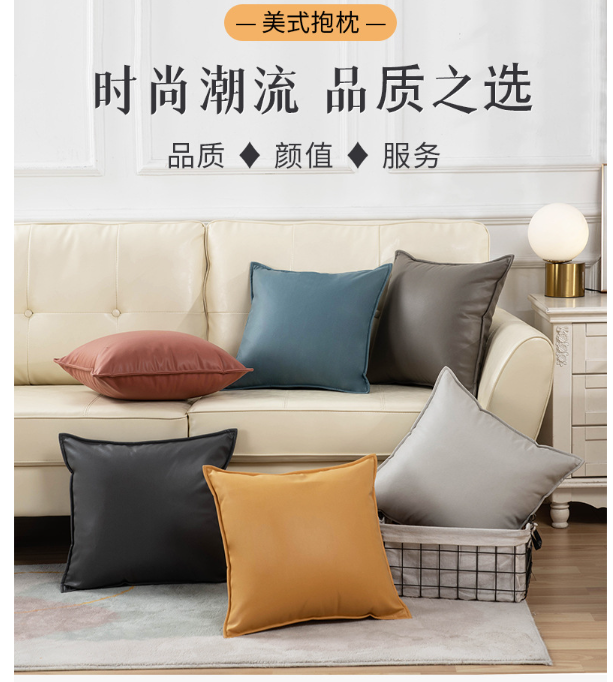 — 美式抱枕 —
时尚潮流 品质之选
品质 ♦ 颜值 ♦ 服务